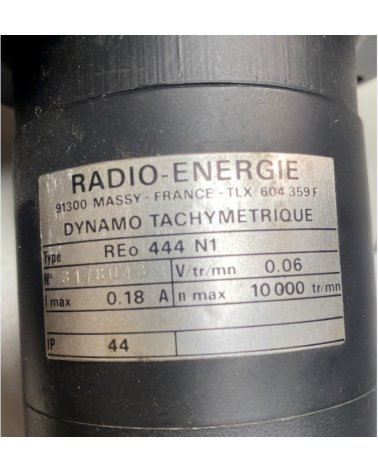 RADIO-ENERGIE
91300 MASSY - FRANCE - TLX 604 359 F
DYNAMO TACHYMETRIQUE
Type REo 444 N1
N° V/tr/mn 0.06
I max 0.18 A n max 10 000 tr/mn
IP 44